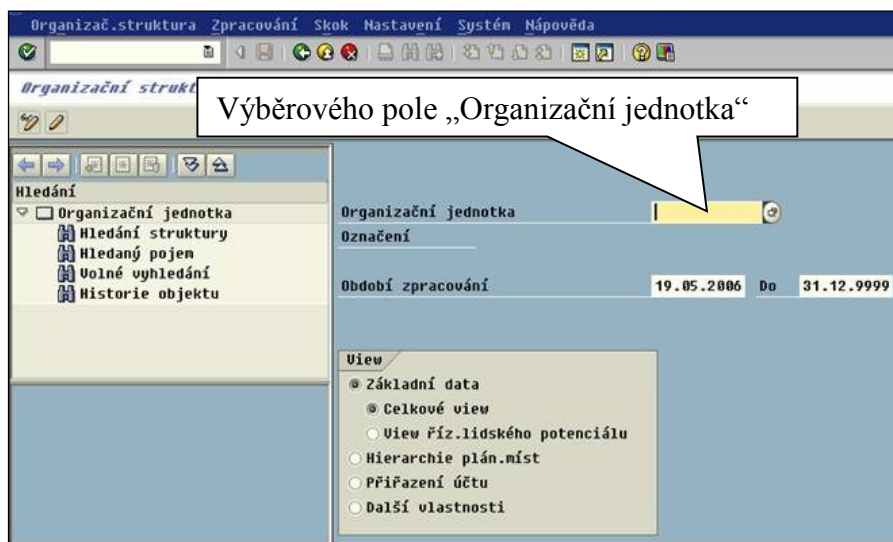 Organizač.struktura Zpracování Skok Nastavení Systém Nápověda
Organizační strukt
Výběrového pole „Organizační jednotka“
Hledání
Organizační jednotka
Hledání struktury
Hledaný pojem
Volné vyhledání
Historie objektu
Organizační jednotka
Označení
Období zpracování 19.05.2006 Do 31.12.9999
View
Základní data
Celkové view
View říz.lidského potenciálu
Hierarchie plán.míst
Přiřazení účtu
Další vlastnosti